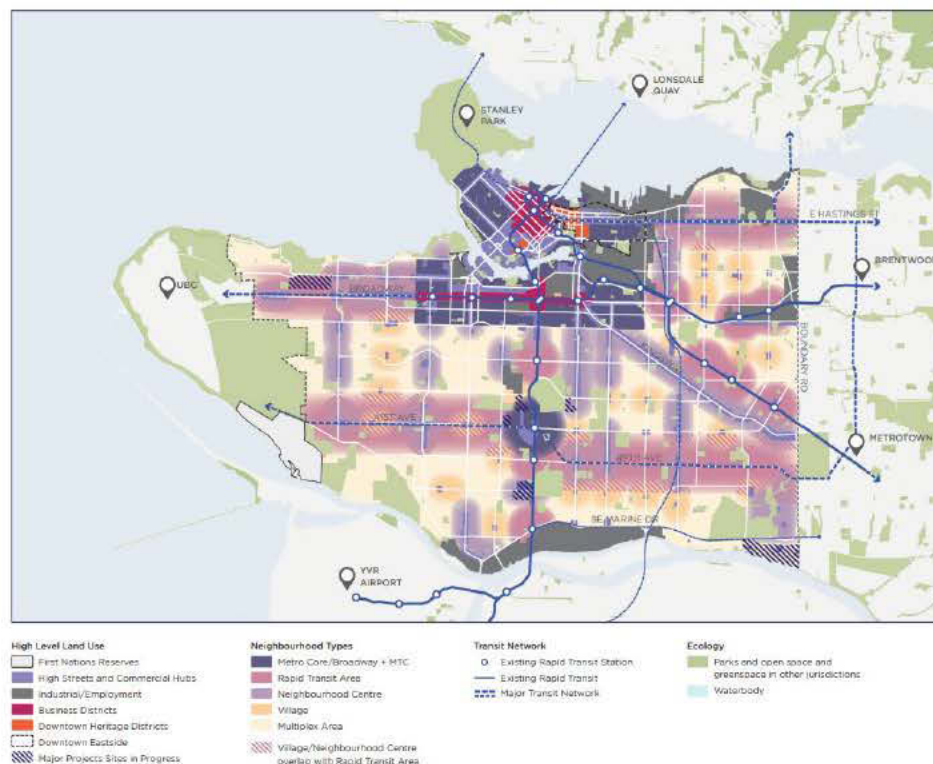 LONSDALE
QUAY
STANLEY
PARK
E HASTINGS ST
BRENTWOOD
UBC
BROADWAY
BOUNDARY RD
41ST AVE
METROTOWN
49TH AVE
SE MARINE DR
YVR
AIRPORT
High Level Land Use
First Nations Reserves
High Streets and Commercial Hubs
Industrial/Employment
Business Districts
Downtown Heritage Districts
Downtown Eastside
Major Projects Sites in Progress
Neighbourhood Types
Metro Core/Broadway + MTC
Rapid Transit Area
Neighbourhood Centre
Village
Multiplex Area
Village/Neighbourhood Centre
overlap with Rapid Transit Area
Transit Network
Existing Rapid Transit Station
Existing Rapid Transit
Major Transit Network
Ecology
Parks and open space and
greenspace in other jurisdictions
Waterbody